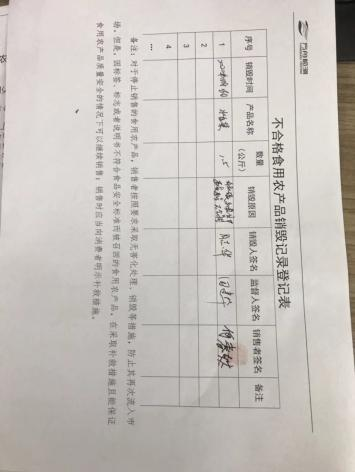 不合格食用农产品销毁记录登记表
序号 销毁时间 产品名称 数量（公斤） 销毁原因 销毁人签名 监督人签名 销售者签名 备注
1
2
3
4
…
备注：对于停止销售的食用农产品，销售者按照要求采取无害化处理、销毁等措施，防止其再次流入市
场。但是，因标签、标志或者说明书不符合食品安全标准而被召回的食用农产品，在采取补救措施且能保证
食用农产品质量安全的情况下可以继续销售；销售时应当向消费者明示补救措施。